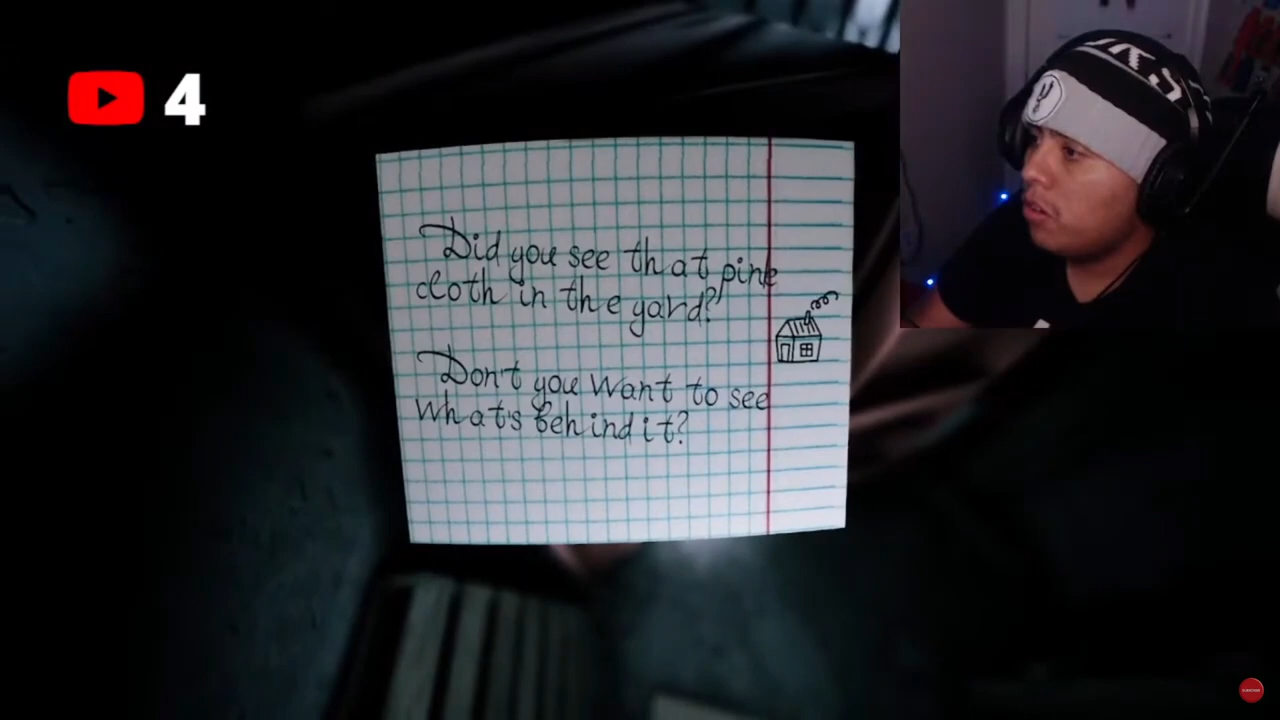 4
Did you see that pink
cloth in the yard?
Don't you want to see
what's behind it?